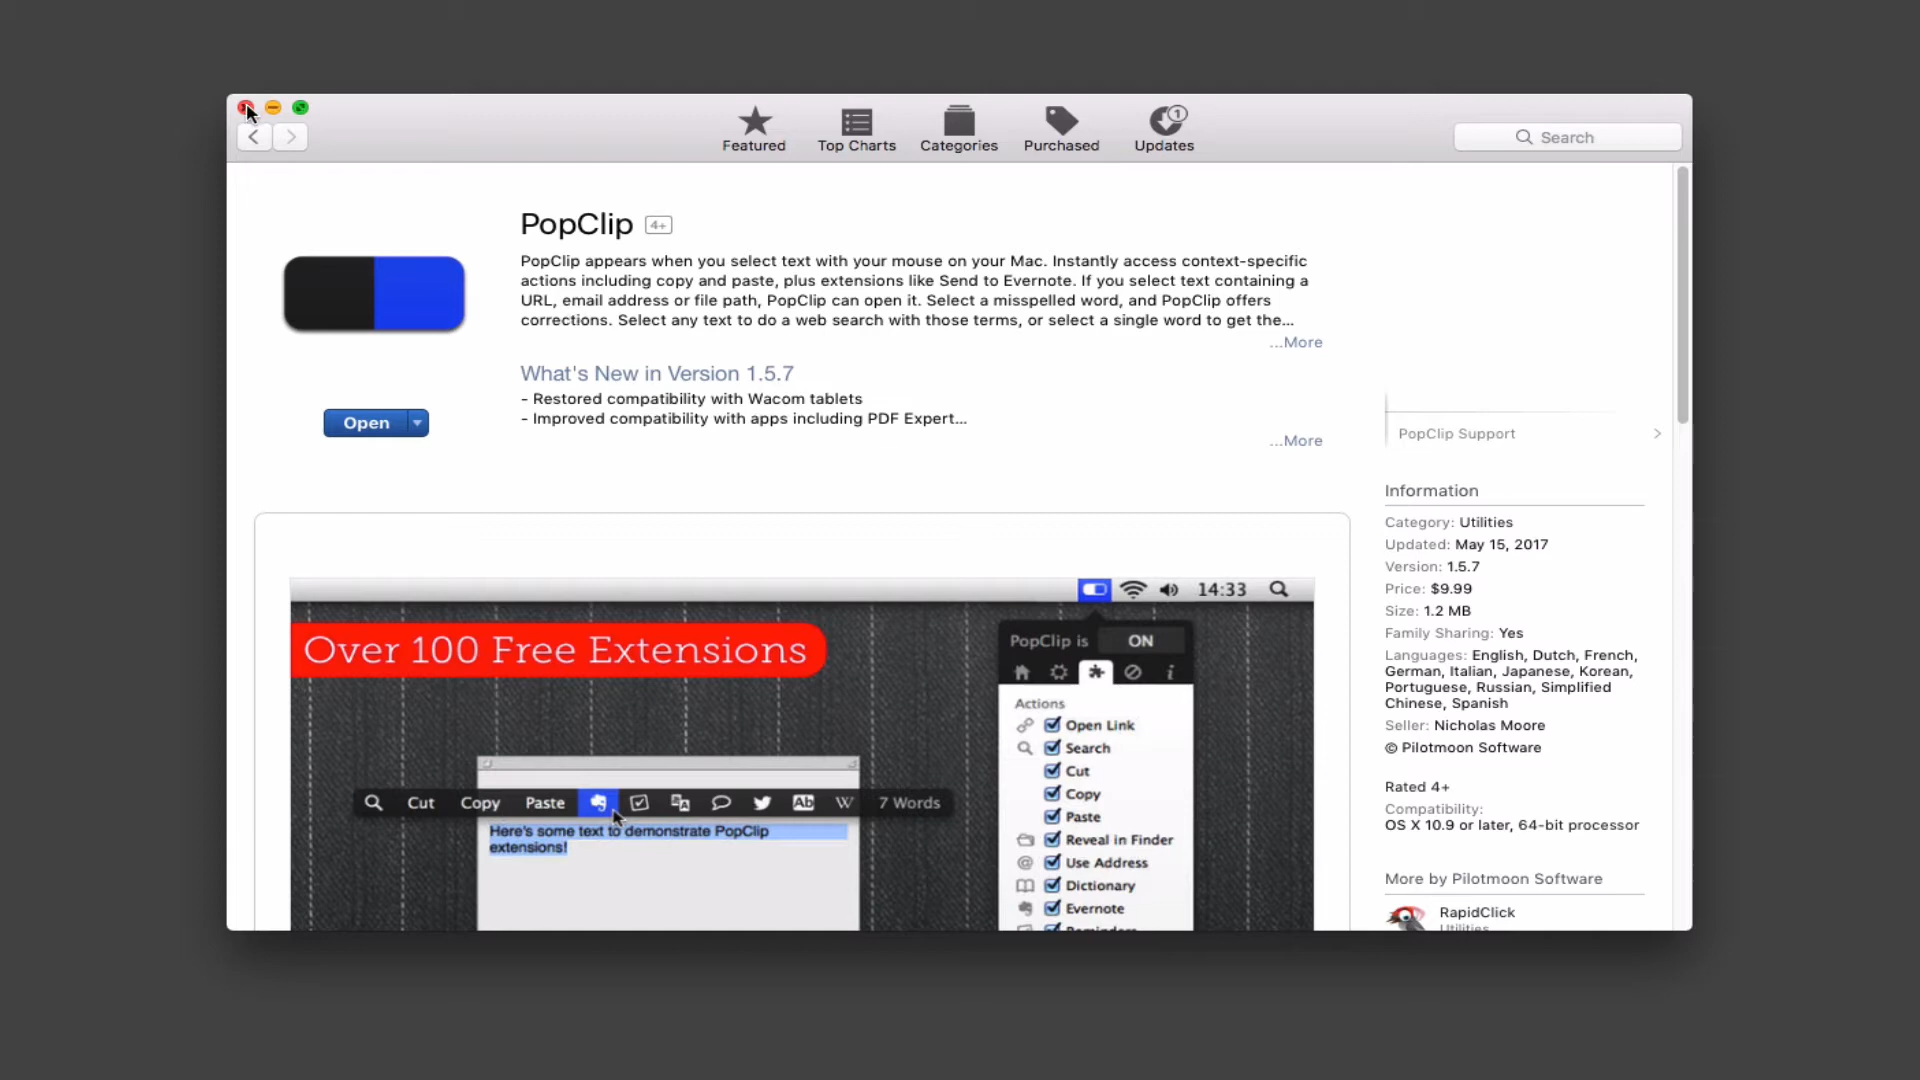 Featured
Top Charts
Categories
Purchased
1
Updates
Search
PopClip 4+
PopClip appears when you select text with your mouse on your Mac. Instantly access context-specific
actions including copy and paste, plus extensions like Send to Evernote. If you select text containing a
URL, email address or file path, PopClip can open it. Select a misspelled word, and PopClip offers
corrections. Select any text to do a web search with those terms, or select a single word to get the...
...More
What's New in Version 1.5.7
- Restored compatibility with Wacom tablets
- Improved compatibility with apps including PDF Expert...
...More
Open
PopClip Support
Information
Category: Utilities
Updated: May 15, 2017
Version: 1.5.7
Price: $9.99
Size: 1.2 MB
Family Sharing: Yes
Languages: English, Dutch, French,
German, Italian, Japanese, Korean,
Portuguese, Russian, Simplified
Chinese, Spanish
Seller: Nicholas Moore
© Pilotmoon Software
Rated 4+
Compatibility:
OS X 10.9 or later, 64-bit processor
More by Pilotmoon Software
RapidClick
Utilities
14:33
Over 100 Free Extensions
PopClip is ON
Actions
Open Link
Search
Cut
Copy
Paste
Reveal in Finder
Use Address
Dictionary
Evernote
Reminders
Cut Copy Paste Ab W 7 Words
Here's some text to demonstrate PopClip
extensions!